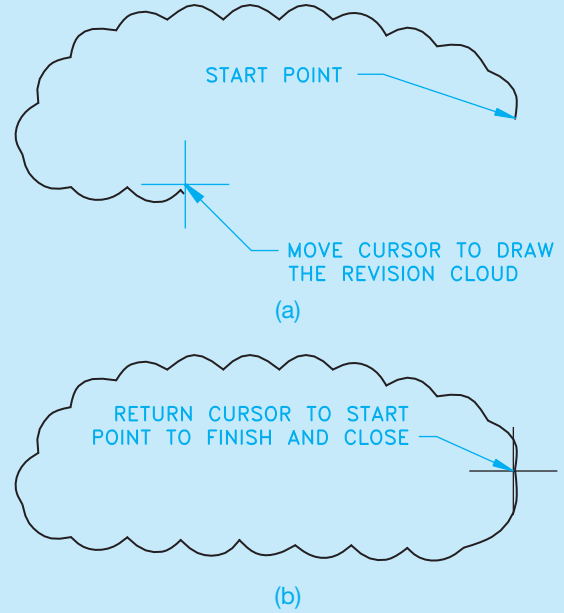 START POINT
MOVE CURSOR TO DRAW
THE REVISION CLOUD
(a)
RETURN CURSOR TO START
POINT TO FINISH AND CLOSE
(b)